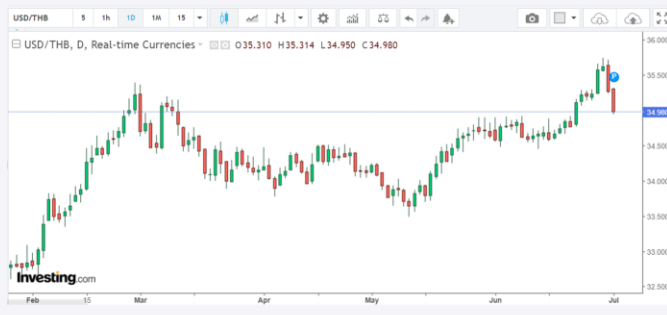 USD/THB 5 1h 1D 1M 15
USD/THB, D, Real-time Currencies O35.310 H35.314 L34.950 C34.980
36.000
35.500
P
34.980
34.500
34.000
33.500
33.000
32.500
Investing.com
Feb 15 Mar Apr May Jun Jul